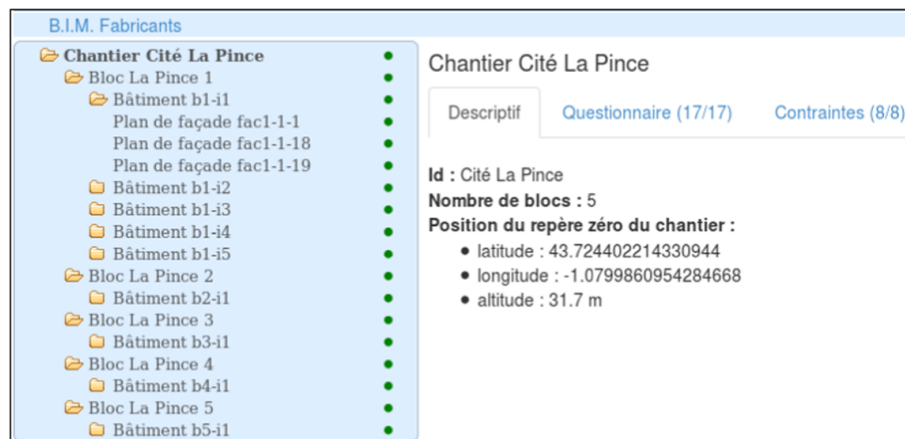 B.I.M. Fabricants
Chantier Cité La Pince
Bloc La Pince 1
Bâtiment b1-i1
Plan de façade fac1-1-1
Plan de façade fac1-1-18
Plan de façade fac1-1-19
Bâtiment b1-i2
Bâtiment b1-i3
Bâtiment b1-i4
Bâtiment b1-i5
Bloc La Pince 2
Bâtiment b2-i1
Bloc La Pince 3
Bâtiment b3-i1
Bloc La Pince 4
Bâtiment b4-i1
Bloc La Pince 5
Bâtiment b5-i1
Chantier Cité La Pince
Descriptif Questionnaire (17/17) Contraintes (8/8)
Id : Cité La Pince
Nombre de blocs : 5
Position du repère zéro du chantier :
• latitude : 43.724402214330944
• longitude : -1.0799860954284668
• altitude : 31.7 m